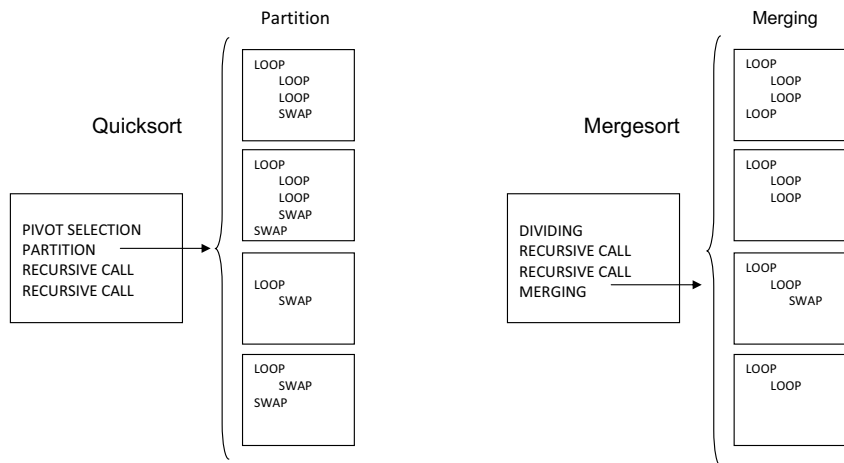 Partition
LOOP
LOOP
LOOP
SWAP
Quicksort
LOOP
LOOP
LOOP
SWAP
SWAP
PIVOT SELECTION
PARTITION
RECURSIVE CALL
RECURSIVE CALL
LOOP
SWAP
LOOP
SWAP
SWAP
Merging
LOOP
LOOP
LOOP
LOOP
Mergesort
LOOP
LOOP
LOOP
DIVIDING
RECURSIVE CALL
RECURSIVE CALL
MERGING
LOOP
LOOP
SWAP
LOOP
LOOP